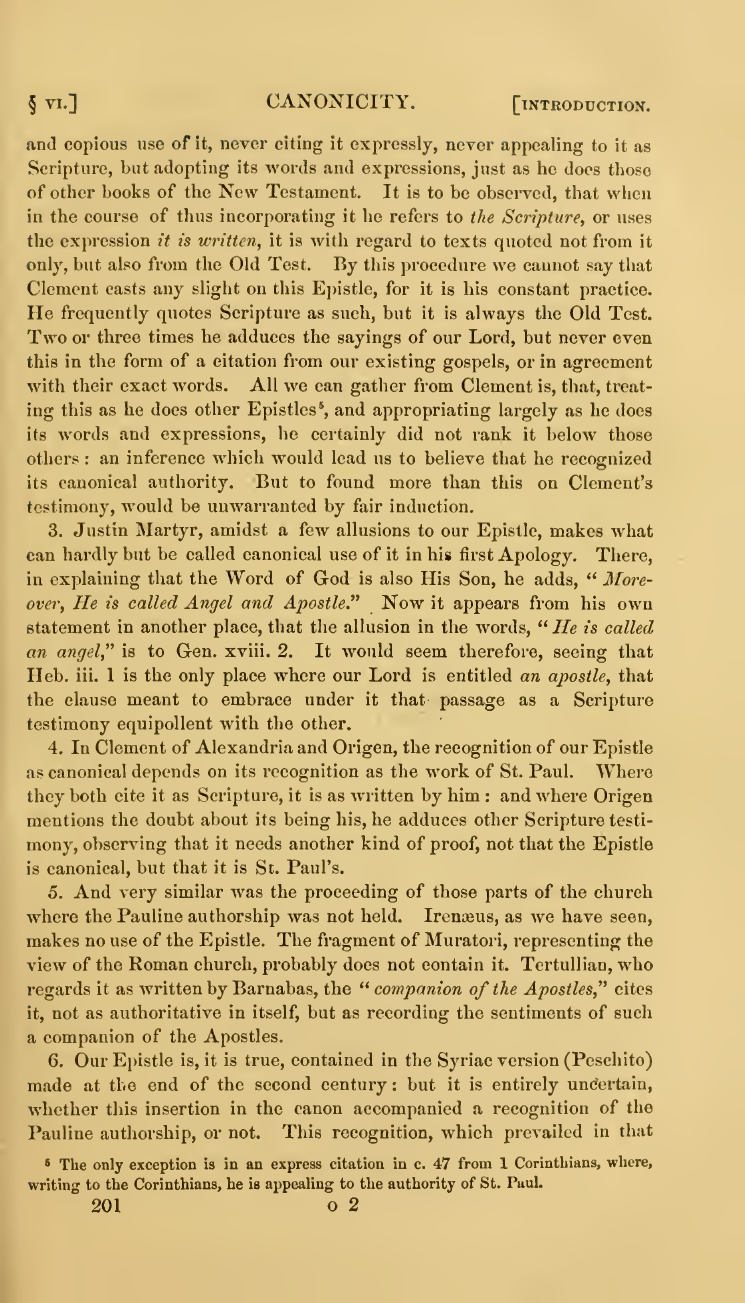 § VI.] CANONICITY. [INTRODUCTION.
and copious use of it, never citing it expressly, never appealing to it as
Scripture, but adopting its words and expressions, just as he does those
of other books of the New Testament. It is to be observed, that when
in the course of thus incorporating it he refers to the Scripture, or uses
the expression it is written, it is with regard to texts quoted not from it
only, but also from the Old Test. By this procedure we cannot say that
Clement casts any slight on this Epistle, for it is his constant practice.
He frequently quotes Scripture as such, but it is always the Old Test.
Two or three times he adduces the sayings of our Lord, but never even
this in the form of a citation from our existing gospels, or in agreement
with their exact words. All we can gather from Clement is, that, treat-
ing this as he does other Epistles⁵, and appropriating largely as he does
its words and expressions, he certainly did not rank it below those
others : an inference which would lead us to believe that he recognized
its canonical authority. But to found more than this on Clement's
testimony, would be unwarranted by fair induction.
3. Justin Martyr, amidst a few allusions to our Epistle, makes what
can hardly but be called canonical use of it in his first Apology. There,
in explaining that the Word of God is also His Son, he adds, " More-
over, He is called Angel and Apostle." Now it appears from his own
statement in another place, that the allusion in the words, " He is called
an angel," is to Gen. xviii. 2. It would seem therefore, seeing that
Heb. iii. 1 is the only place where our Lord is entitled an apostle, that
the clause meant to embrace under it that passage as a Scripture
testimony equipollent with the other.
4. In Clement of Alexandria and Origen, the recognition of our Epistle
as canonical depends on its recognition as the work of St. Paul. Where
they both cite it as Scripture, it is as written by him : and where Origen
mentions the doubt about its being his, he adduces other Scripture testi-
mony, observing that it needs another kind of proof, not that the Epistle
is canonical, but that it is St. Paul's.
5. And very similar was the proceeding of those parts of the church
where the Pauline authorship was not held. Irenæus, as we have seen,
makes no use of the Epistle. The fragment of Muratori, representing the
view of the Roman church, probably does not contain it. Tertullian, who
regards it as written by Barnabas, the " companion of the Apostles," cites
it, not as authoritative in itself, but as recording the sentiments of such
a companion of the Apostles.
6. Our Epistle is, it is true, contained in the Syriac version (Peschito)
made at the end of the second century : but it is entirely uncertain,
whether this insertion in the canon accompanied a recognition of the
Pauline authorship, or not. This recognition, which prevailed in that
⁵ The only exception is in an express citation in c. 47 from 1 Corinthians, where,
writing to the Corinthians, he is appealing to the authority of St. Paul.
201 O 2